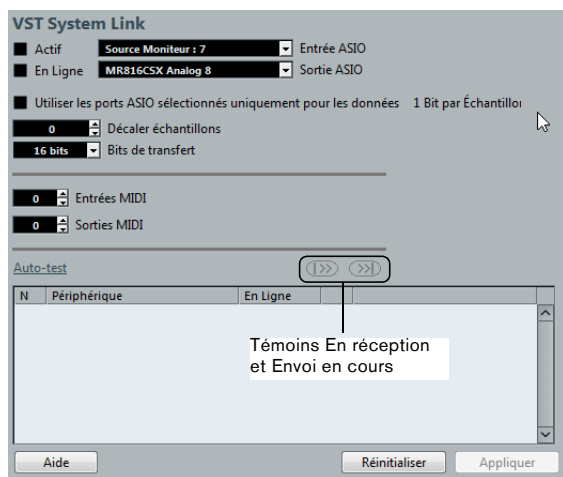 VST System Link
Actif Source Moniteur : 7 Entrée ASIO
En Ligne MR816CSX Analog 8 Sortie ASIO
Utiliser les ports ASIO sélectionnés uniquement pour les données 1 Bit par Échantillon
0 Décaler échantillons
16 bits Bits de transfert
0 Entrées MIDI
0 Sorties MIDI
Auto-test
N Périphérique En Ligne
Témoins En réception
et Envoi en cours
Aide Réinitialiser Appliquer